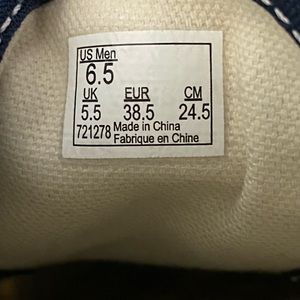 US Men
6.5
UK EUR CM
5.5 38.5 24.5
721278 Made in China
Fabrique en Chine